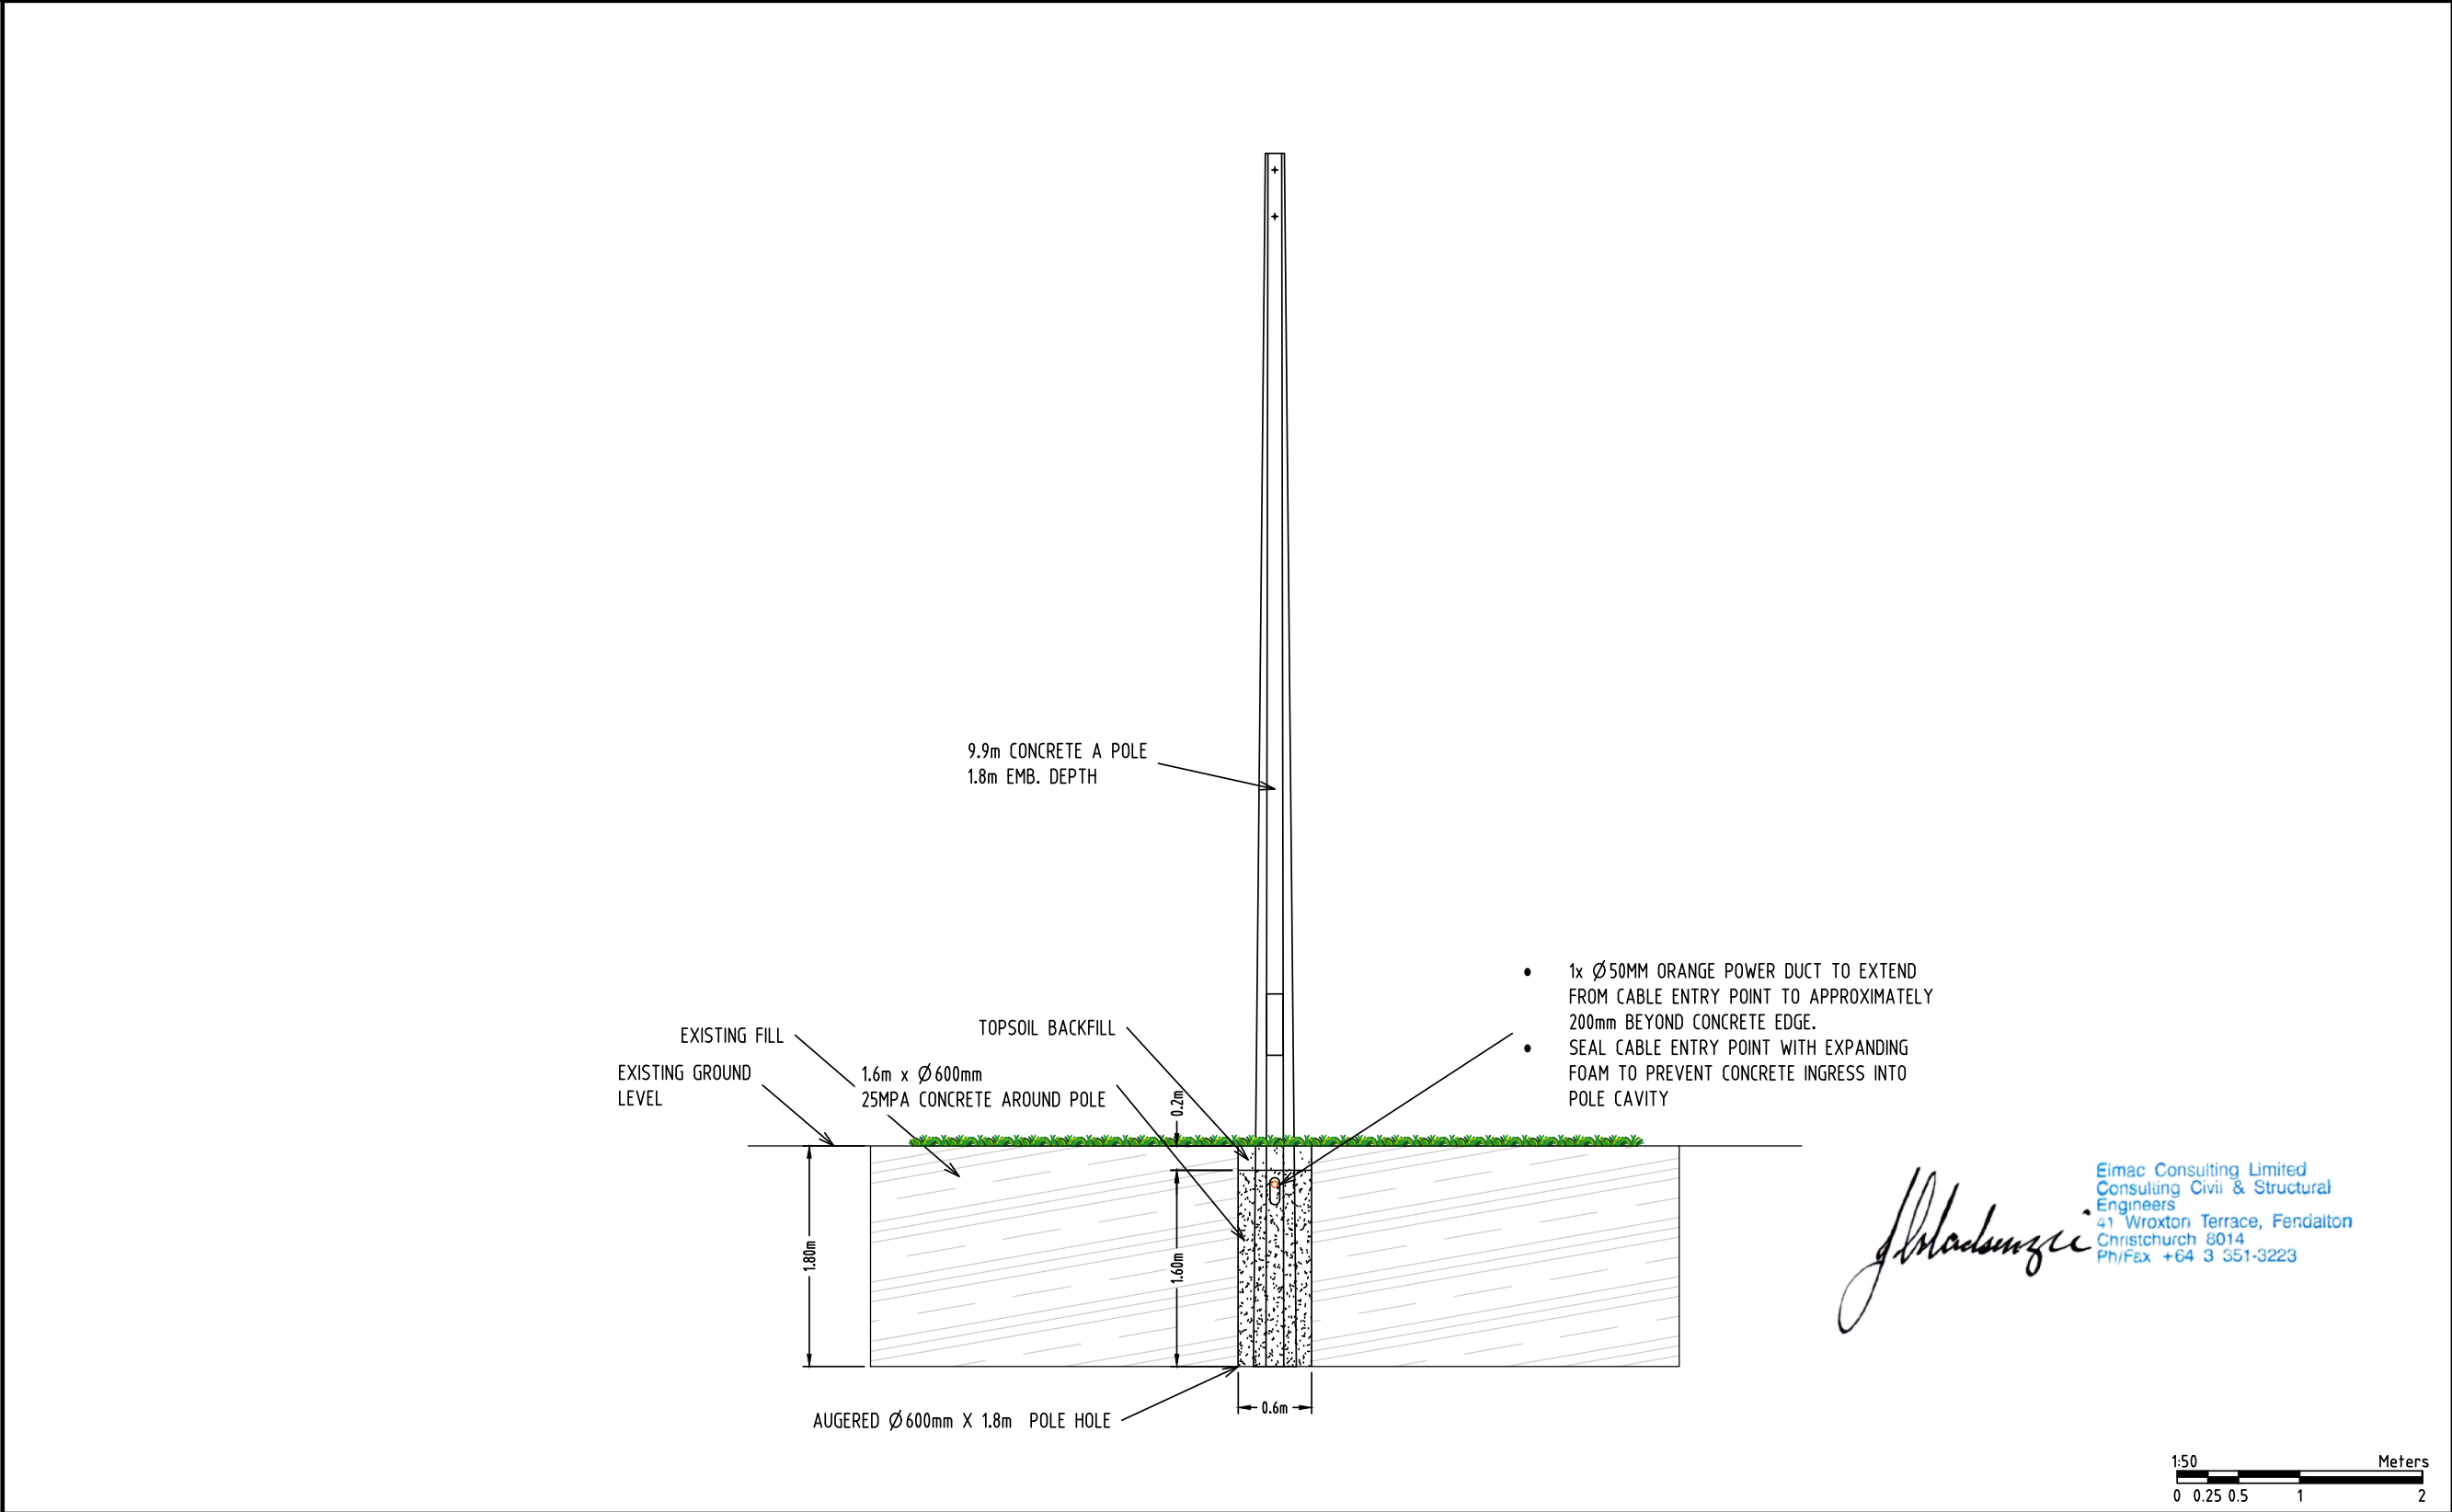 9.9m CONCRETE A POLE
1.8m EMB. DEPTH
1x Ø50MM ORANGE POWER DUCT TO EXTEND
FROM CABLE ENTRY POINT TO APPROXIMATELY
200mm BEYOND CONCRETE EDGE.
SEAL CABLE ENTRY POINT WITH EXPANDING
FOAM TO PREVENT CONCRETE INGRESS INTO
POLE CAVITY
EXISTING FILL
TOPSOIL BACKFILL
EXISTING GROUND
LEVEL
1.6m x Ø600mm
25MPA CONCRETE AROUND POLE
0.2m
1.80m
1.60m
0.6m
AUGERED Ø600mm X 1.8m POLE HOLE
Elmac Consulting Limited
Consulting Civil & Structural
Engineers
41 Wroxton Terrace, Fendalton
Christchurch 8014
Ph/Fax +64 3 351-3223
1:50 Meters
0 0.25 0.5 1 2